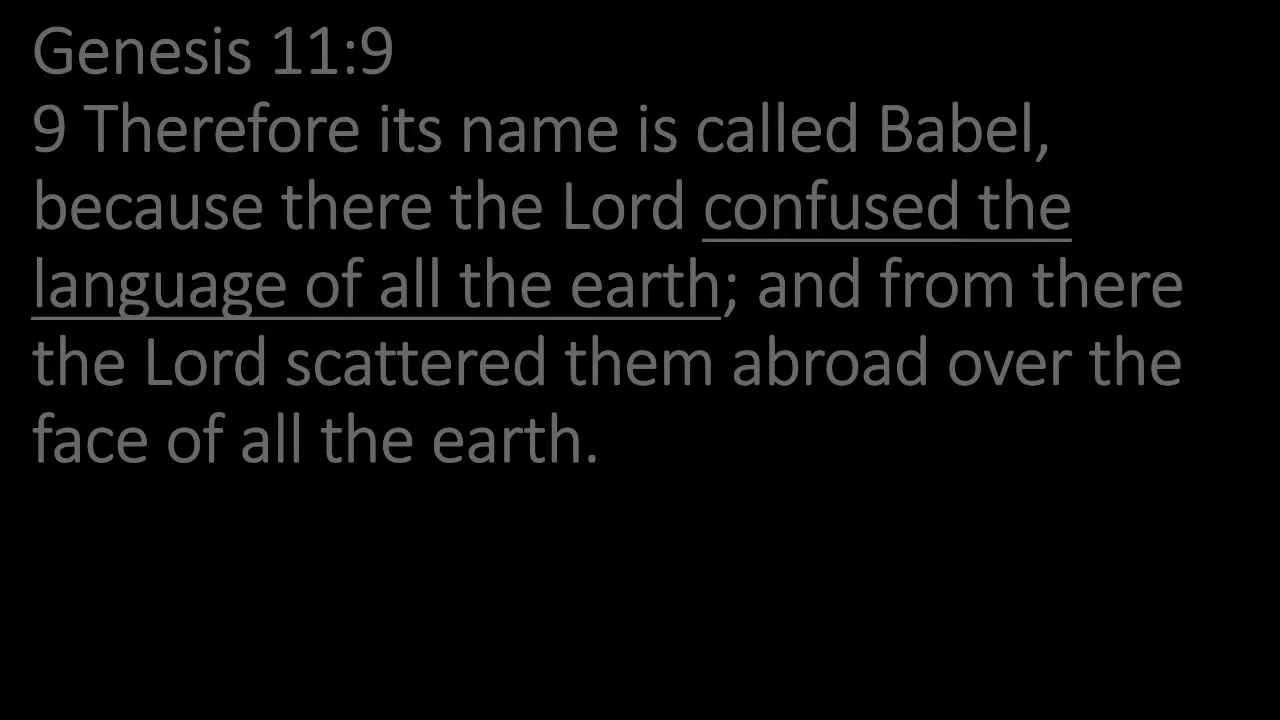 Genesis 11:9
9 Therefore its name is called Babel,
because there the Lord confused the
language of all the earth; and from there
the Lord scattered them abroad over the
face of all the earth.